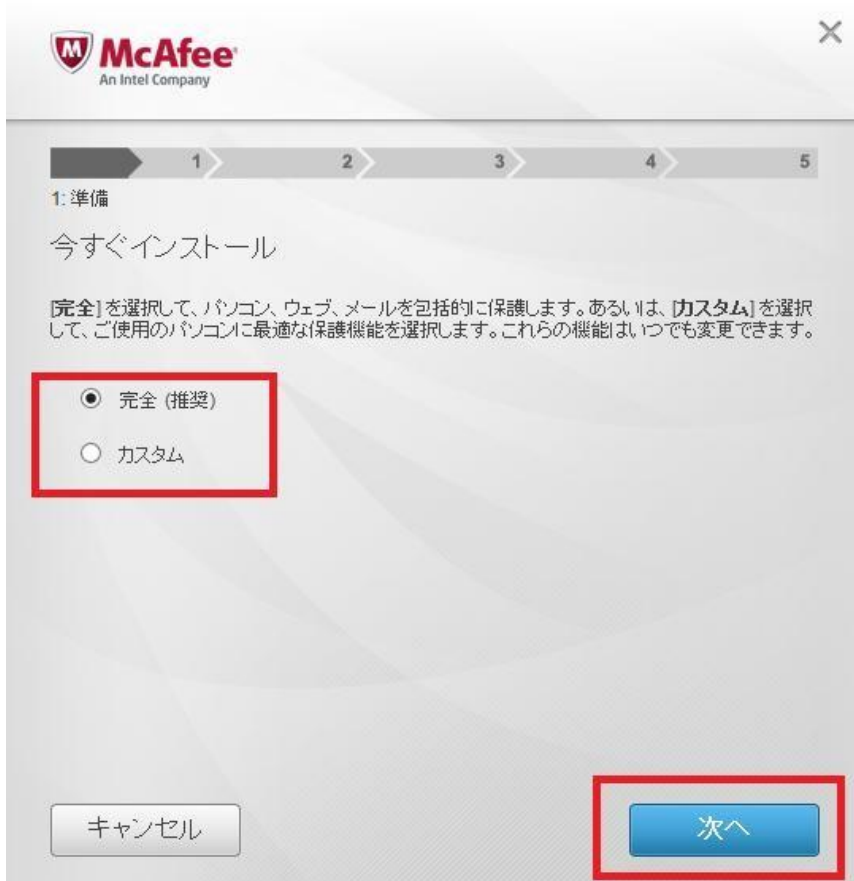 McAfee
An Intel Company
1 2 3 4 5
1: 準備
今すぐインストール
[完全] を選択して、パソコン、ウェブ、メールを包括的に保護します。あるいは、[カスタム] を選択
して、ご使用のパソコンに最適な保護機能を選択します。これらの機能はいつでも変更できます。
完全 (推奨)
カスタム
キャンセル
次へ